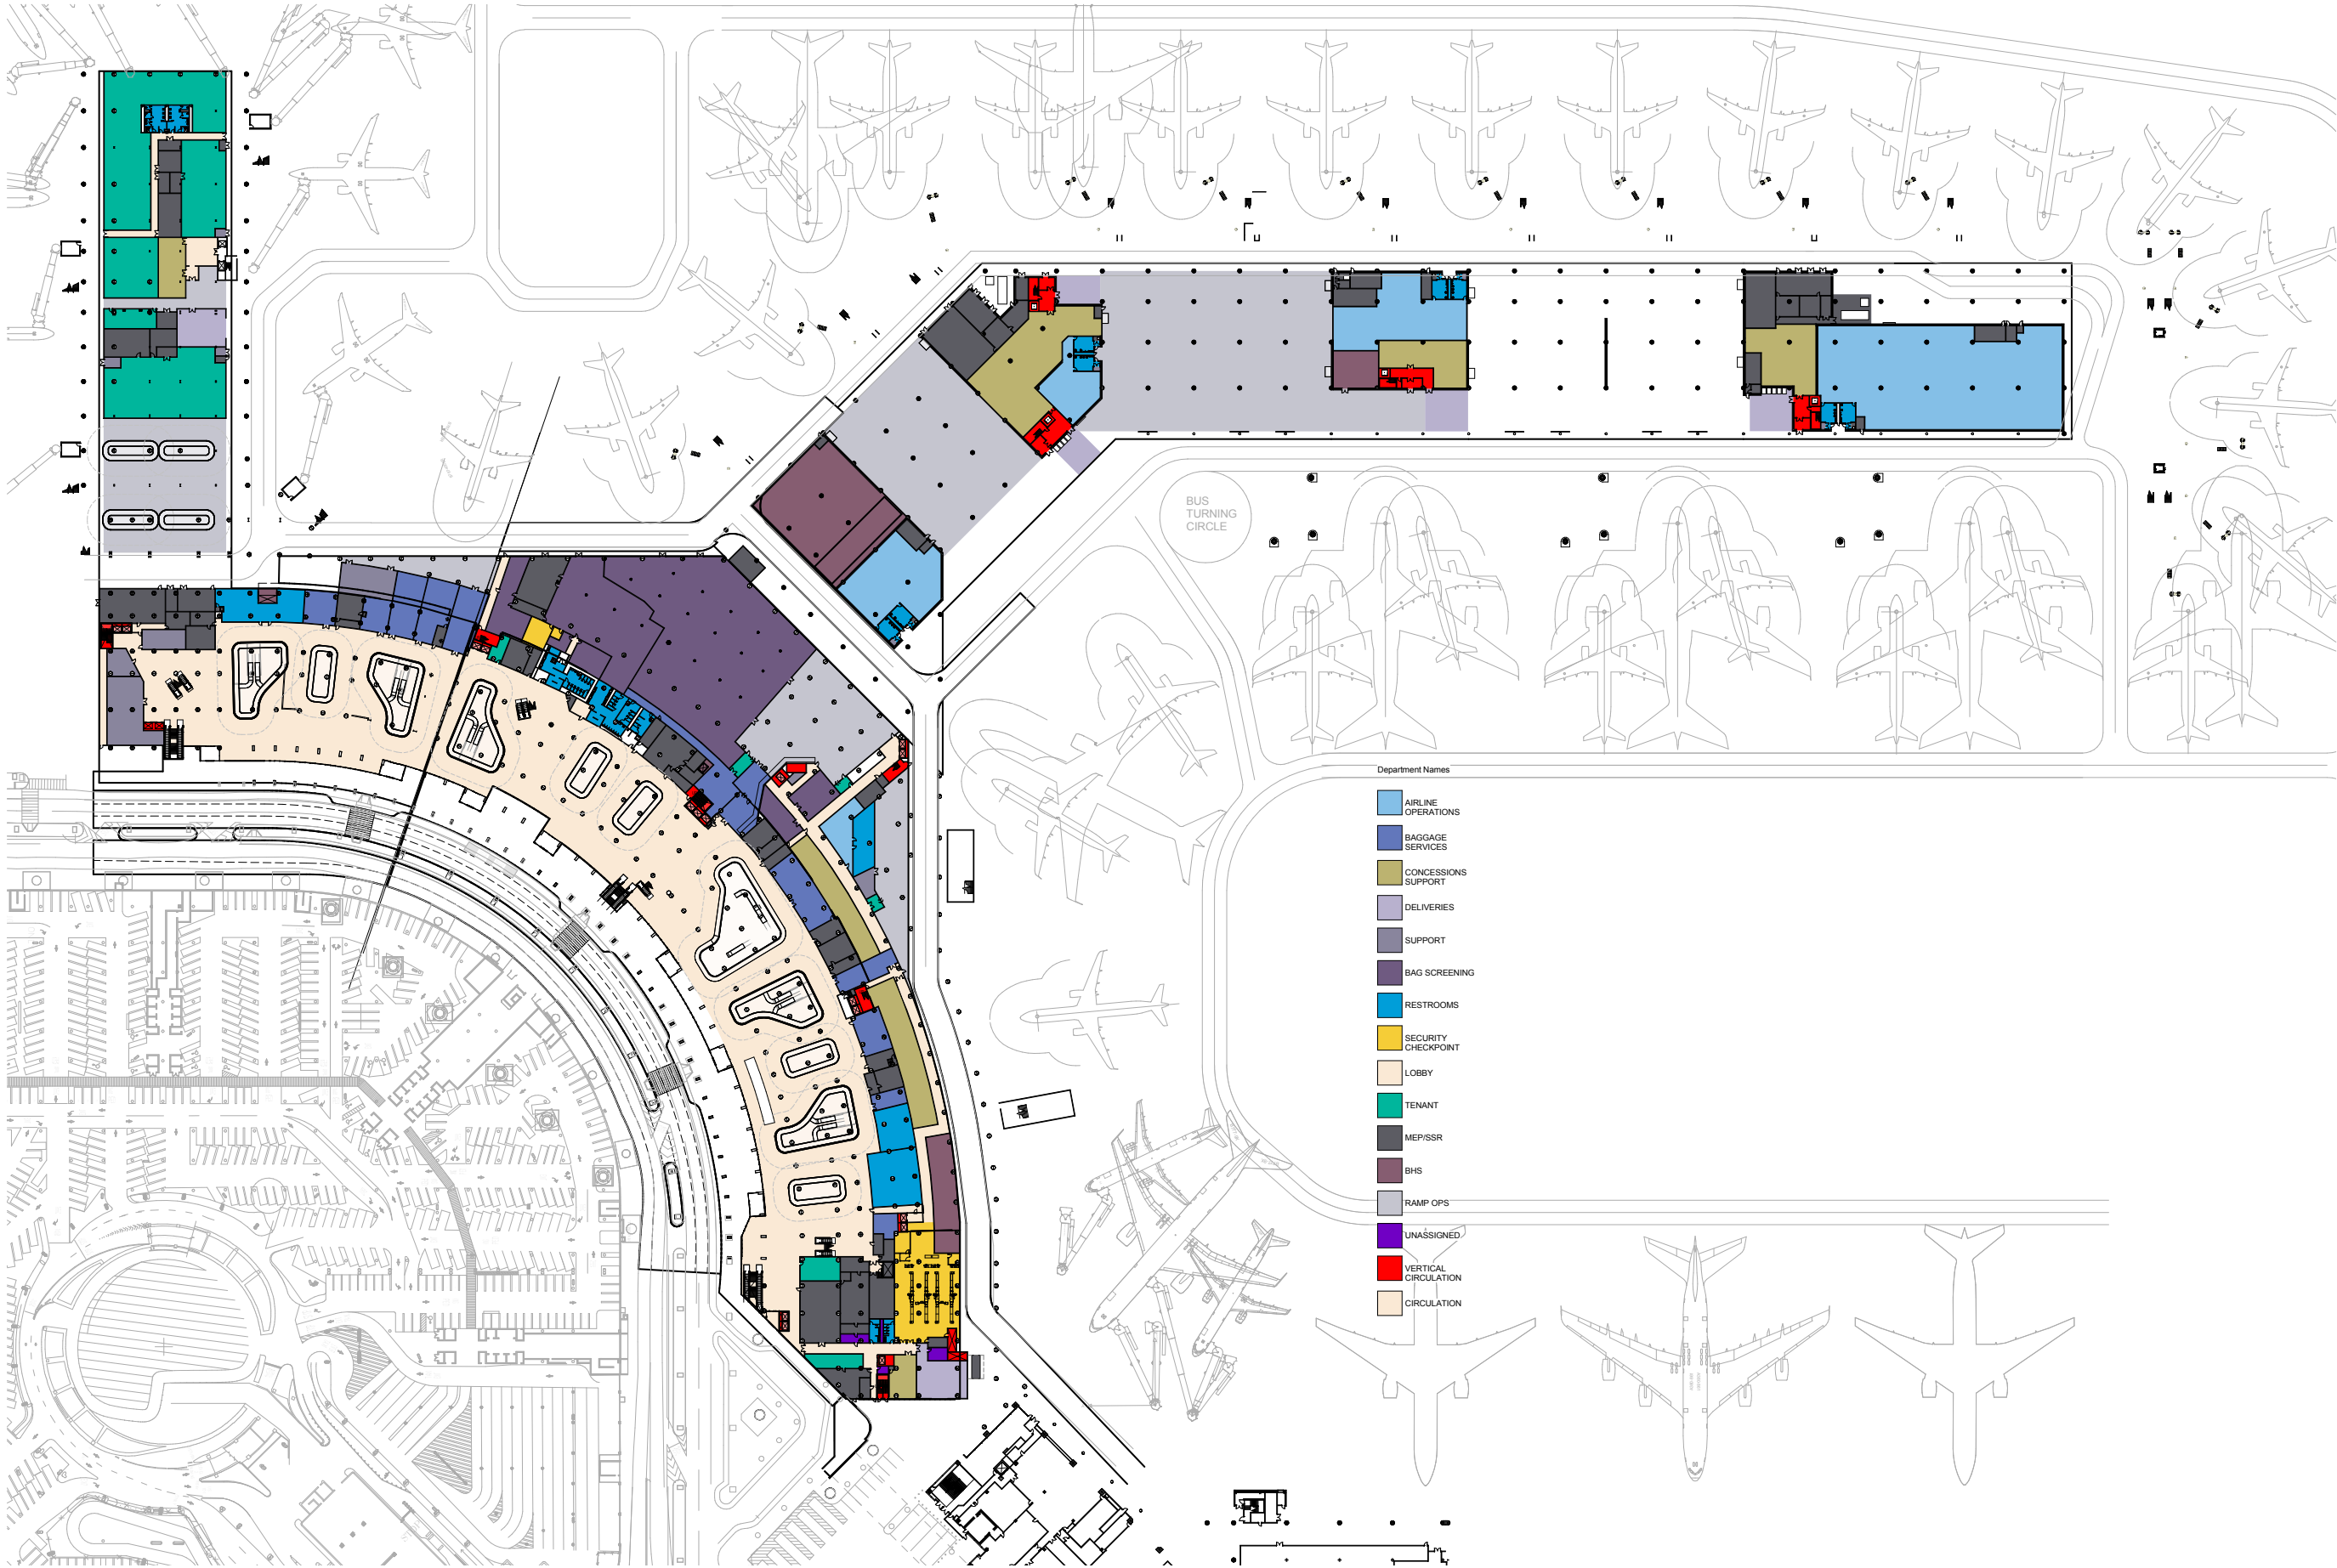 BUS
TURNING
CIRCLE
Department Names
AIRLINE
OPERATIONS
BAGGAGE
SERVICES
CONCESSIONS
SUPPORT
DELIVERIES
SUPPORT
BAG SCREENING
RESTROOMS
SECURITY
CHECKPOINT
LOBBY
TENANT
MEP/SSR
BHS
RAMP OPS
UNASSIGNED
VERTICAL
CIRCULATION
CIRCULATION